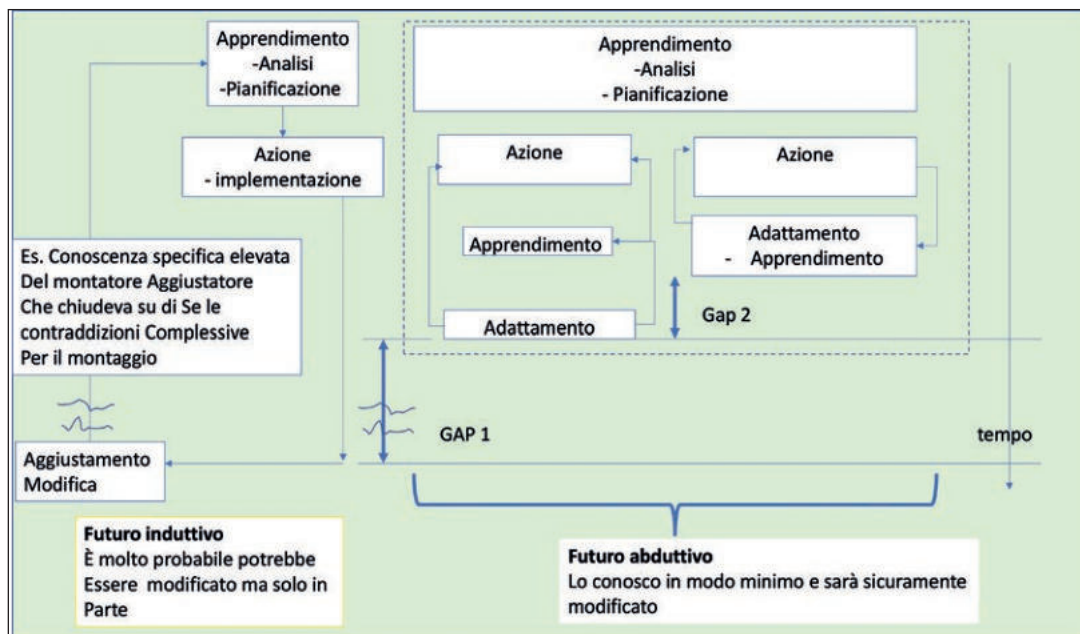 Apprendimento
-Analisi
-Pianificazione
Azione
- implementazione
Es. Conoscenza specifica elevata
Del montatore Aggiustatore
Che chiudeva su di Se le
contraddizioni Complessive
Per il montaggio
Aggiustamento
Modifica
Futuro induttivo
È molto probabile potrebbe
Essere modificato ma solo in
Parte
Apprendimento
-Analisi
- Pianificazione
Azione
Apprendimento
Adattamento
Azione
Adattamento
- Apprendimento
Gap 2
GAP 1
tempo
Futuro abduttivo
Lo conosco in modo minimo e sarà sicuramente
modificato